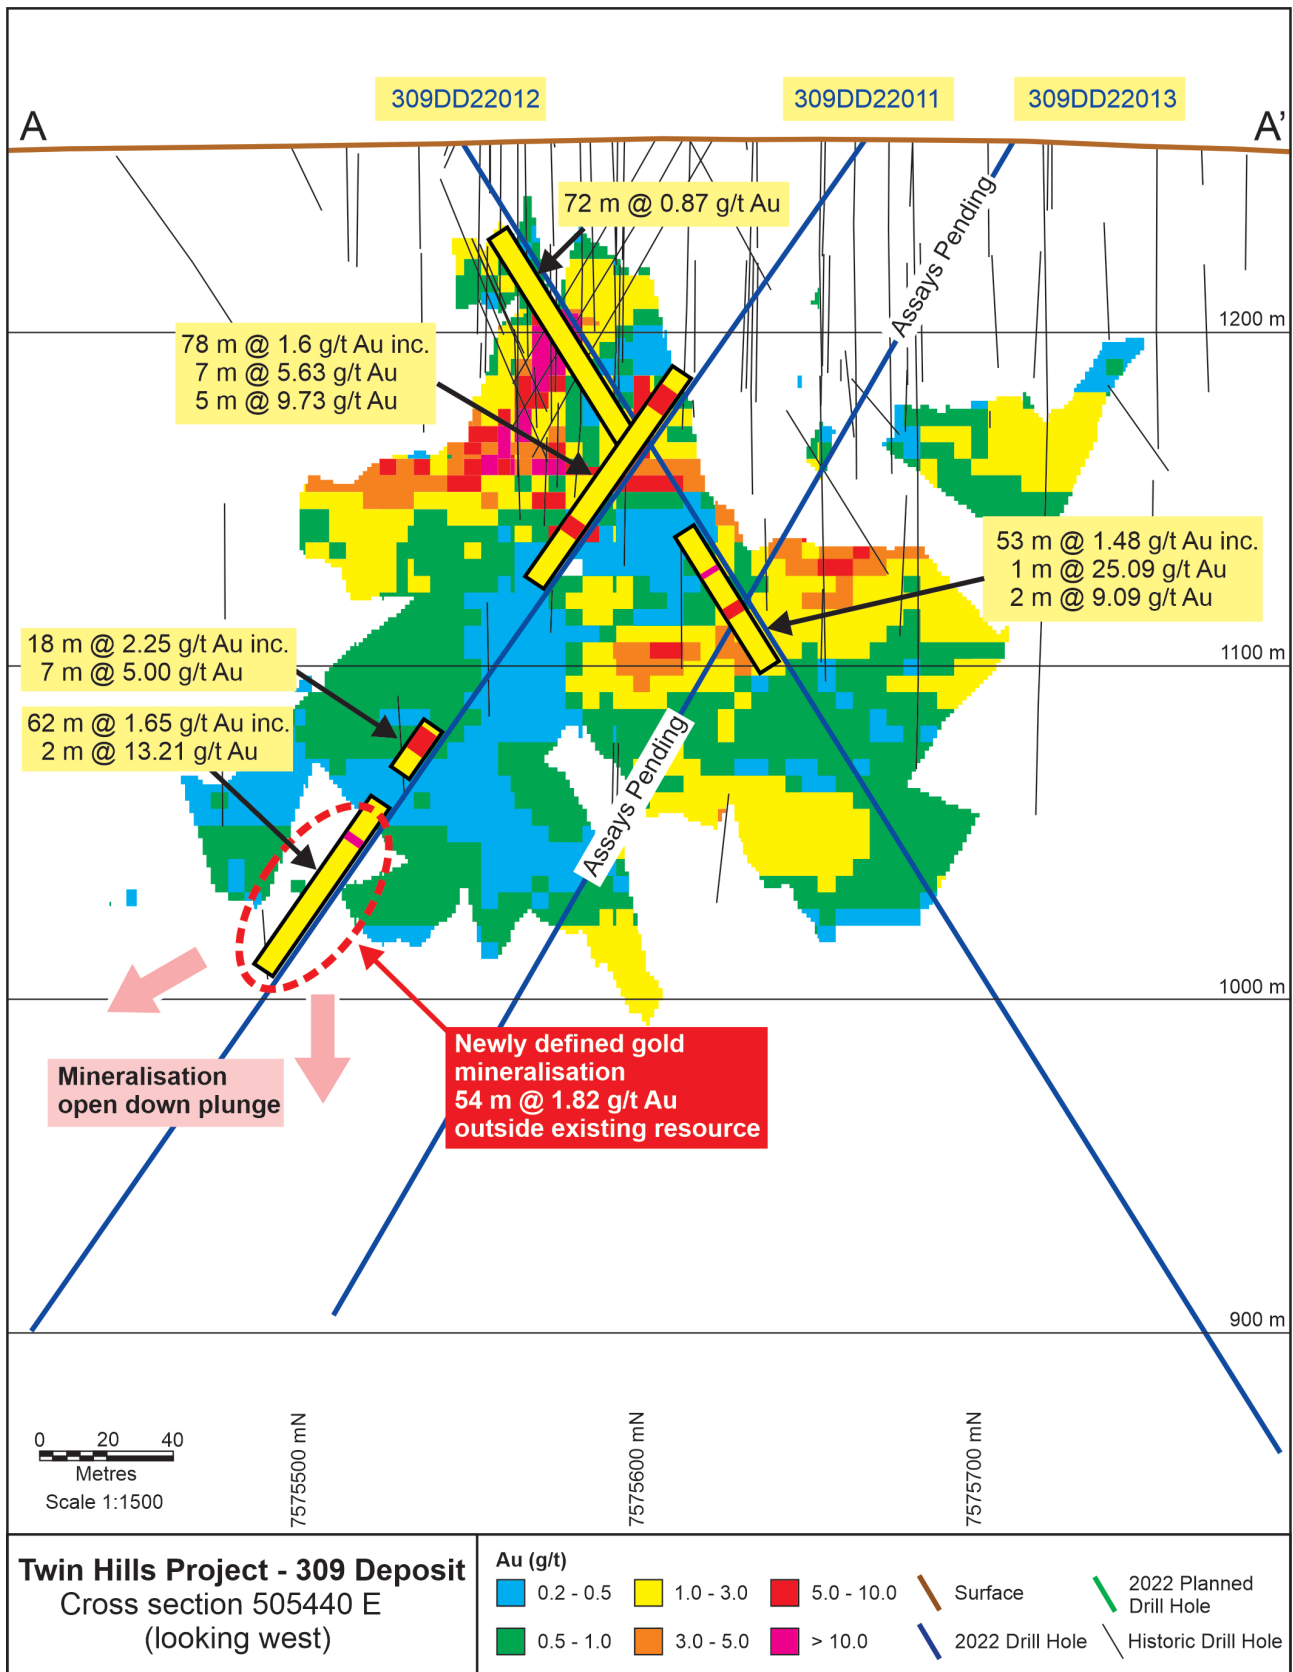 309DD22012
309DD22011
309DD22013
A
A'
72 m @ 0.87 g/t Au
Assays Pending
1200 m
78 m @ 1.6 g/t Au inc.
7 m @ 5.63 g/t Au
5 m @ 9.73 g/t Au
53 m @ 1.48 g/t Au inc.
1 m @ 25.09 g/t Au
2 m @ 9.09 g/t Au
18 m @ 2.25 g/t Au inc.
7 m @ 5.00 g/t Au
1100 m
62 m @ 1.65 g/t Au inc.
2 m @ 13.21 g/t Au
Assays Pending
1000 m
Newly defined gold
mineralisation
54 m @ 1.82 g/t Au
outside existing resource
Mineralisation
open down plunge
900 m
0 20 40
Metres
Scale 1:1500
7575500 mN
7575600 mN
7575700 mN
Twin Hills Project - 309 Deposit
Cross section 505440 E
(looking west)
Au (g/t)
0.2 - 0.5
1.0 - 3.0
5.0 - 10.0
Surface
2022 Planned
Drill Hole
0.5 - 1.0
3.0 - 5.0
> 10.0
2022 Drill Hole
Historic Drill Hole